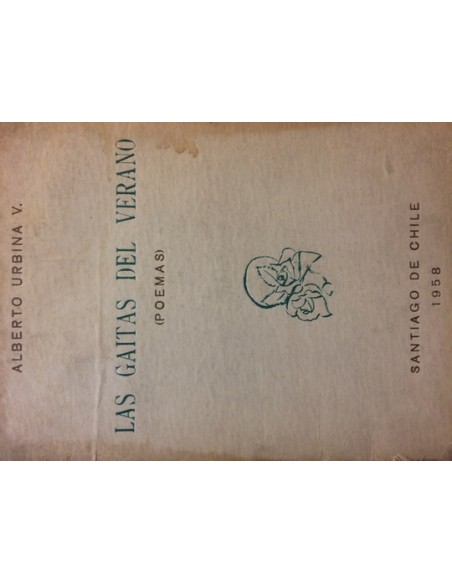 ALBERTO URBINA V.
LAS GAITAS DEL VERANO
(POEMAS)
SANTIAGO DE CHILE
1958